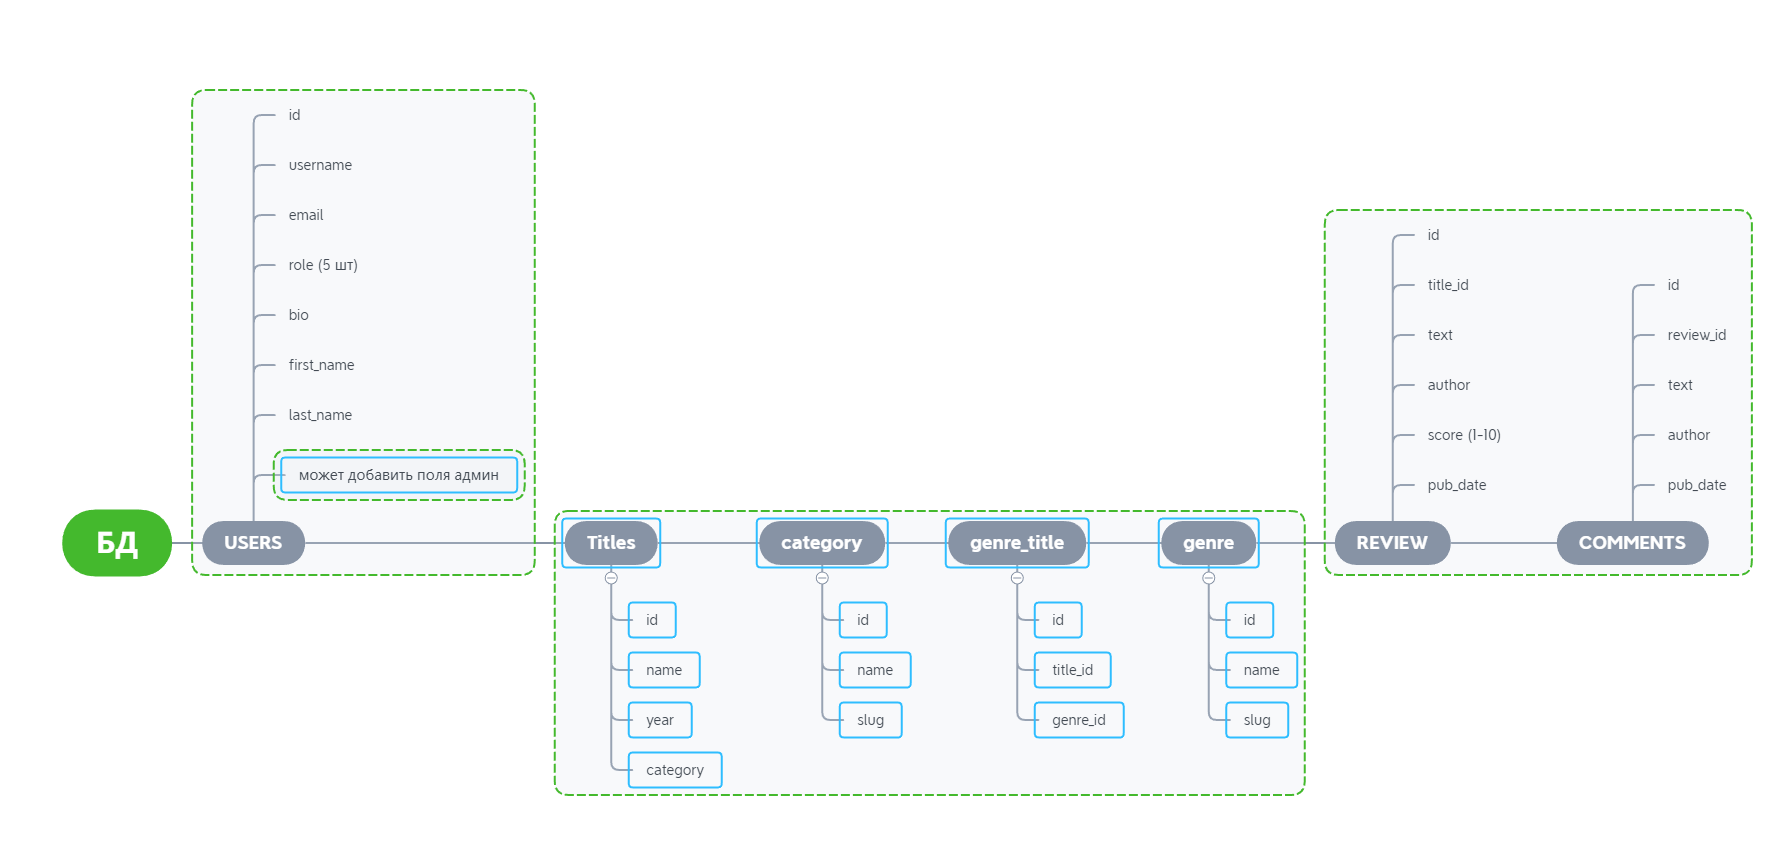 БД
USERS
id
username
email
role (5 шт)
bio
first_name
last_name
может добавить поля админ
Titles
id
name
year
category
category
id
name
slug
genre_title
id
title_id
genre_id
genre
id
name
slug
REVIEW
id
title_id
text
author
score (1-10)
pub_date
COMMENTS
id
review_id
text
author
pub_date